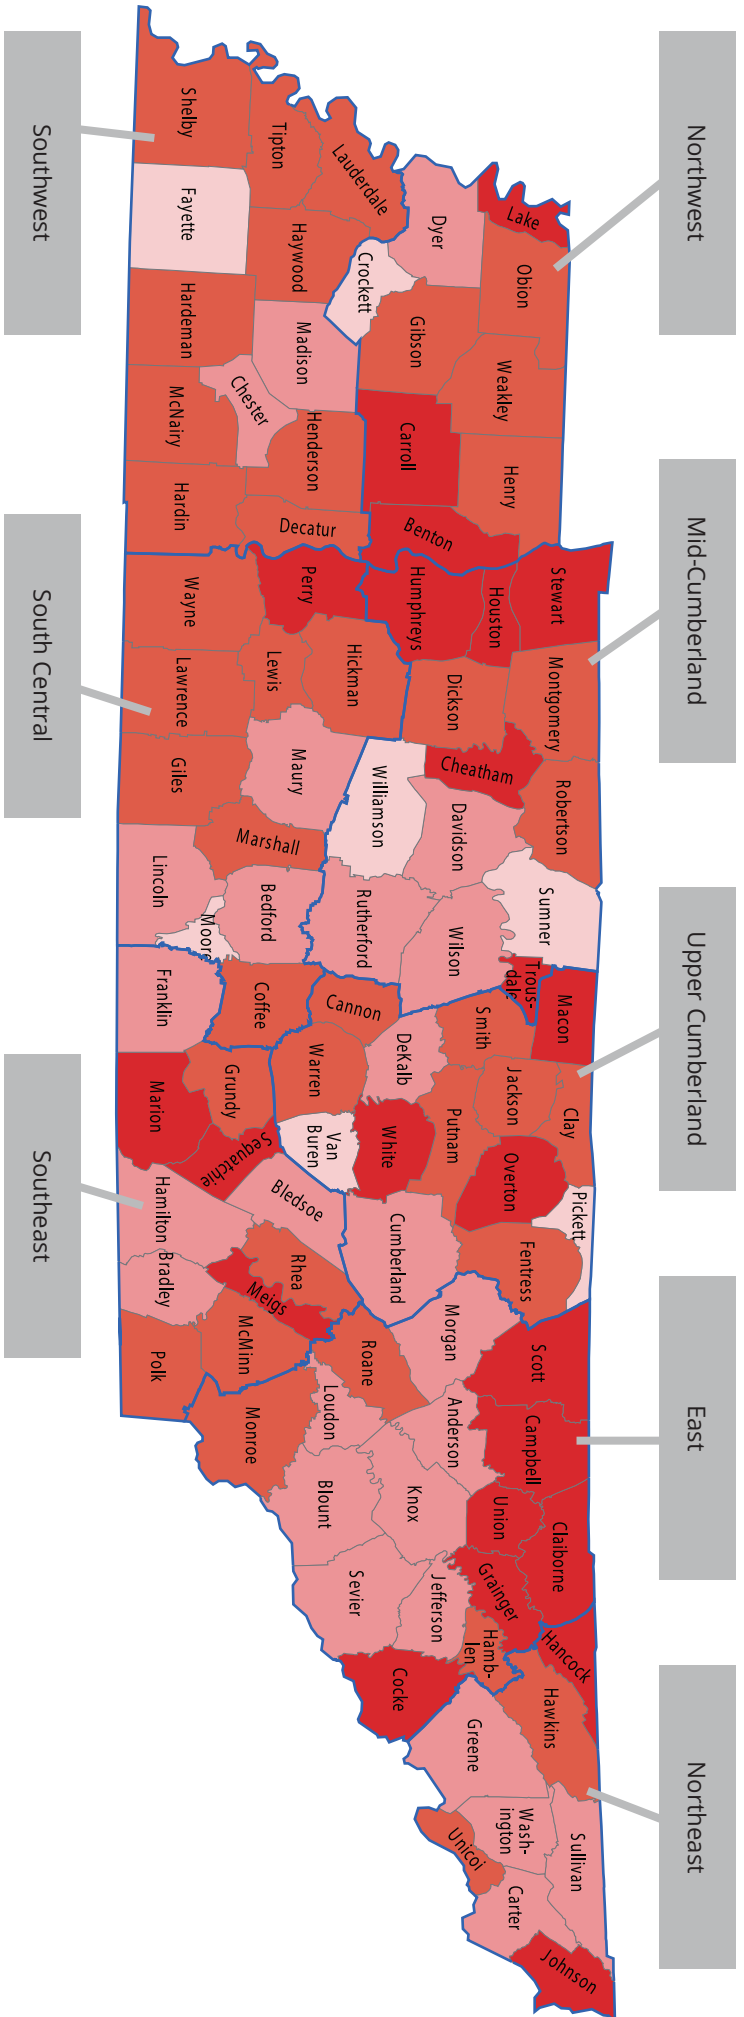 Northwest
Mid-Cumberland
Upper Cumberland
East
Northeast
Lake
Obion
Weakley
Henry
Dyer
Gibson
Carroll
Benton
Crockett
Lauderdale
Tipton
Haywood
Madison
Henderson
Decatur
Chester
Shelby
Fayette
Hardeman
McNairy
Hardin
Stewart
Houston
Humphreys
Montgomery
Dickson
Cheatham
Robertson
Davidson
Williamson
Sumner
Wilson
Rutherford
Trous-
dale
Perry
Hickman
Lewis
Maury
Wayne
Lawrence
Giles
Marshall
Bedford
Lincoln
Moore
Coffee
Macon
Smith
Clay
Jackson
Putnam
Overton
Pickett
Fentress
Cannon
DeKalb
Warren
White
Van
Buren
Cumberland
Franklin
Grundy
Marion
Sequatchie
Bledsoe
Hamilton
Rhea
Meigs
Bradley
McMinn
Polk
Scott
Morgan
Roane
Campbell
Anderson
Loudon
Monroe
Claiborne
Union
Knox
Blount
Grainger
Jefferson
Sevier
Hamb-
len
Cocke
Hancock
Hawkins
Greene
Wash-
ington
Sullivan
Unicoi
Carter
Johnson
Southwest
South Central
Southeast